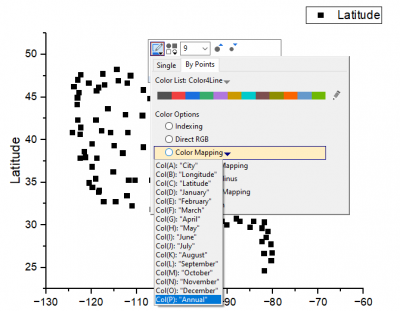 Latitude
9
Single By Points
Color List: Color4Line
Color Options
Indexing
Direct RGB
Color Mapping
Mapping
inus
Mapping
Col(A): "City"
Col(B): "Longitude"
Col(C): "Latitude"
Col(D): "January"
Col(E): "February"
Col(F): "March"
Col(G): "April"
Col(H): "May"
Col(I): "June"
Col(J): "July"
Col(K): "August"
Col(L): "September"
Col(M): "October"
Col(N): "November"
Col(O): "December"
Col(P): "Annual"
Latitude
50
45
40
35
30
25
−130 −120 −110 −100 −90 −80 −70 −60